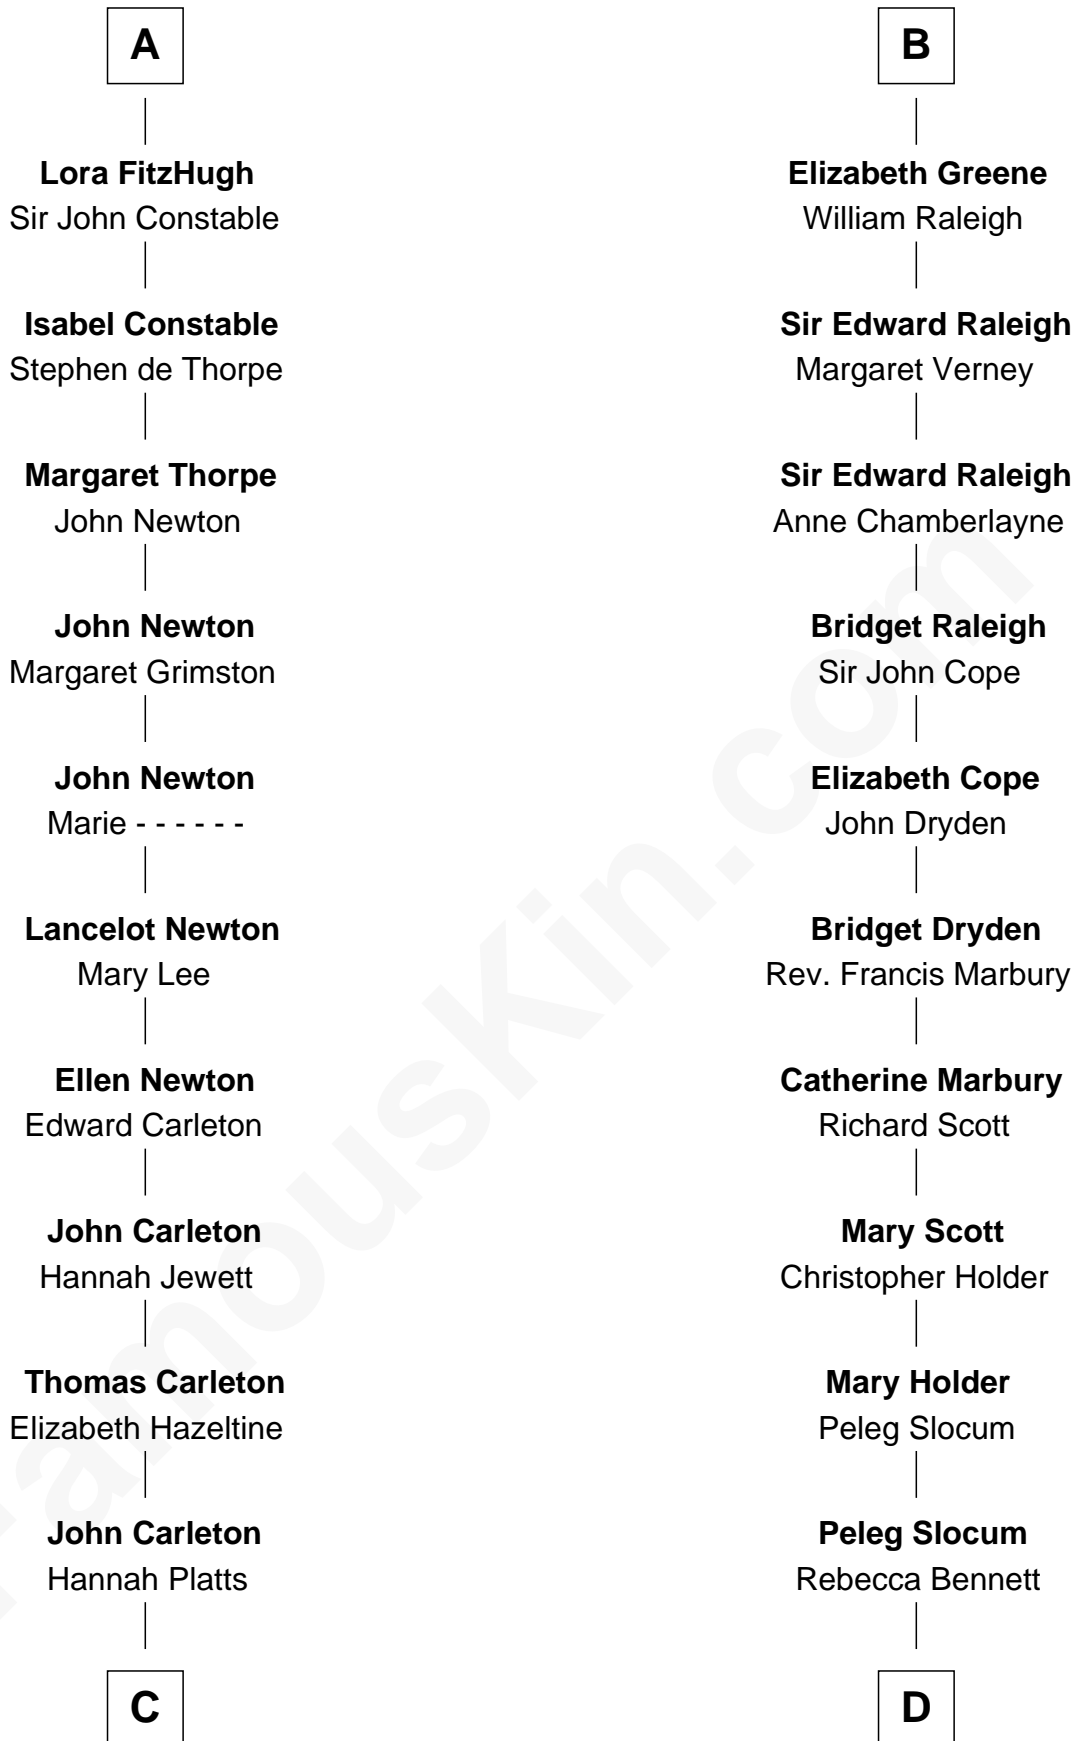 A
Lora FitzHugh
Sir John Constable
Isabel Constable
Stephen de Thorpe
Margaret Thorpe
John Newton
John Newton
Margaret Grimston
John Newton
Marie - - - - - -
Lancelot Newton
Mary Lee
Ellen Newton
Edward Carleton
John Carleton
Hannah Jewett
Thomas Carleton
Elizabeth Hazeltine
John Carleton
Hannah Platts
C
B
Elizabeth Greene
William Raleigh
Sir Edward Raleigh
Margaret Verney
Sir Edward Raleigh
Anne Chamberlayne
Bridget Raleigh
Sir John Cope
Elizabeth Cope
John Dryden
Bridget Dryden
Rev. Francis Marbury
Catherine Marbury
Richard Scott
Mary Scott
Christopher Holder
Mary Holder
Peleg Slocum
Peleg Slocum
Rebecca Bennett
D
FamousKin.com